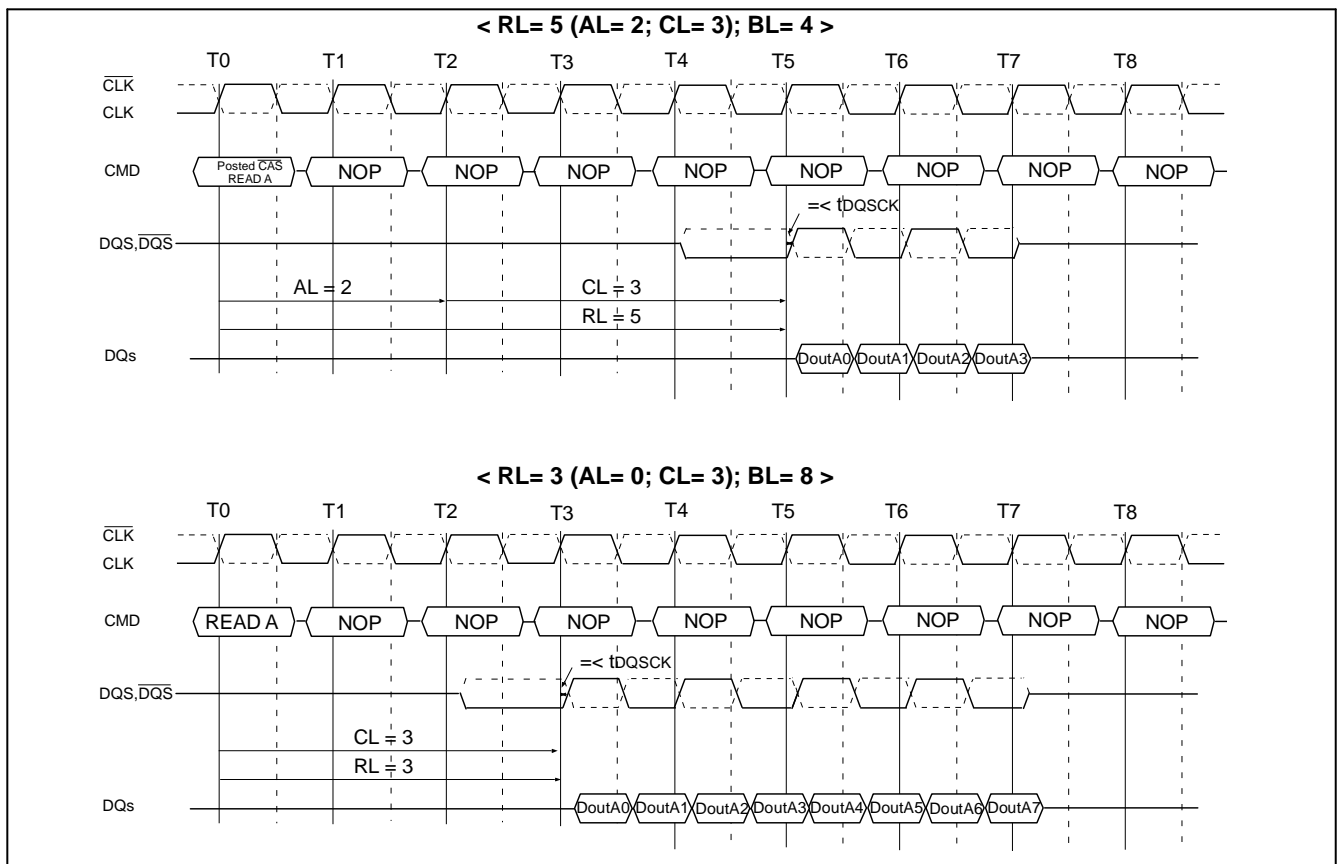 < RL= 5 (AL= 2; CL= 3); BL= 4 >
T0 T1 T2 T3 T4 T5 T6 T7 T8
CLK
CLK
CMD Posted CAS READ A NOP NOP NOP NOP NOP NOP NOP NOP
=< tDQSCK
DQS,DQS
AL = 2 CL = 3
RL = 5
DQs DoutA0 DoutA1 DoutA2 DoutA3
< RL= 3 (AL= 0; CL= 3); BL= 8 >
T0 T1 T2 T3 T4 T5 T6 T7 T8
CLK
CLK
CMD READ A NOP NOP NOP NOP NOP NOP NOP NOP
=< tDQSCK
DQS,DQS
CL = 3
RL = 3
DQs DoutA0 DoutA1 DoutA2 DoutA3 DoutA4 DoutA5 DoutA6 DoutA7